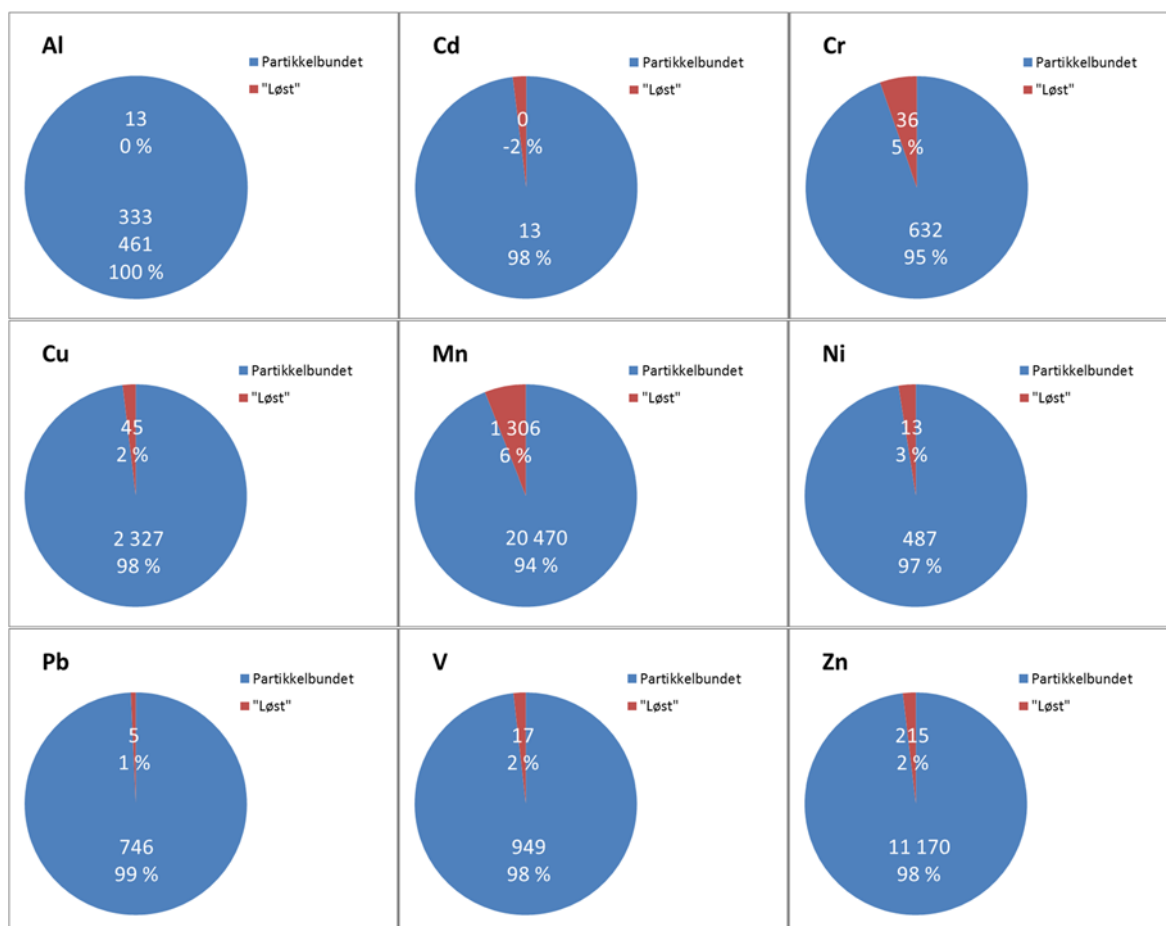 Al
Partikkelbundet
"Løst"
13
0 %
333
461
100 %
Cd
Partikkelbundet
"Løst"
0
-2 %
13
98 %
Cr
Partikkelbundet
"Løst"
36
5 %
632
95 %
Cu
Partikkelbundet
"Løst"
45
2 %
2 327
98 %
Mn
Partikkelbundet
"Løst"
1 306
6 %
20 470
94 %
Ni
Partikkelbundet
"Løst"
13
3 %
487
97 %
Pb
Partikkelbundet
"Løst"
5
1 %
746
99 %
V
Partikkelbundet
"Løst"
17
2 %
949
98 %
Zn
Partikkelbundet
"Løst"
215
2 %
11 170
98 %